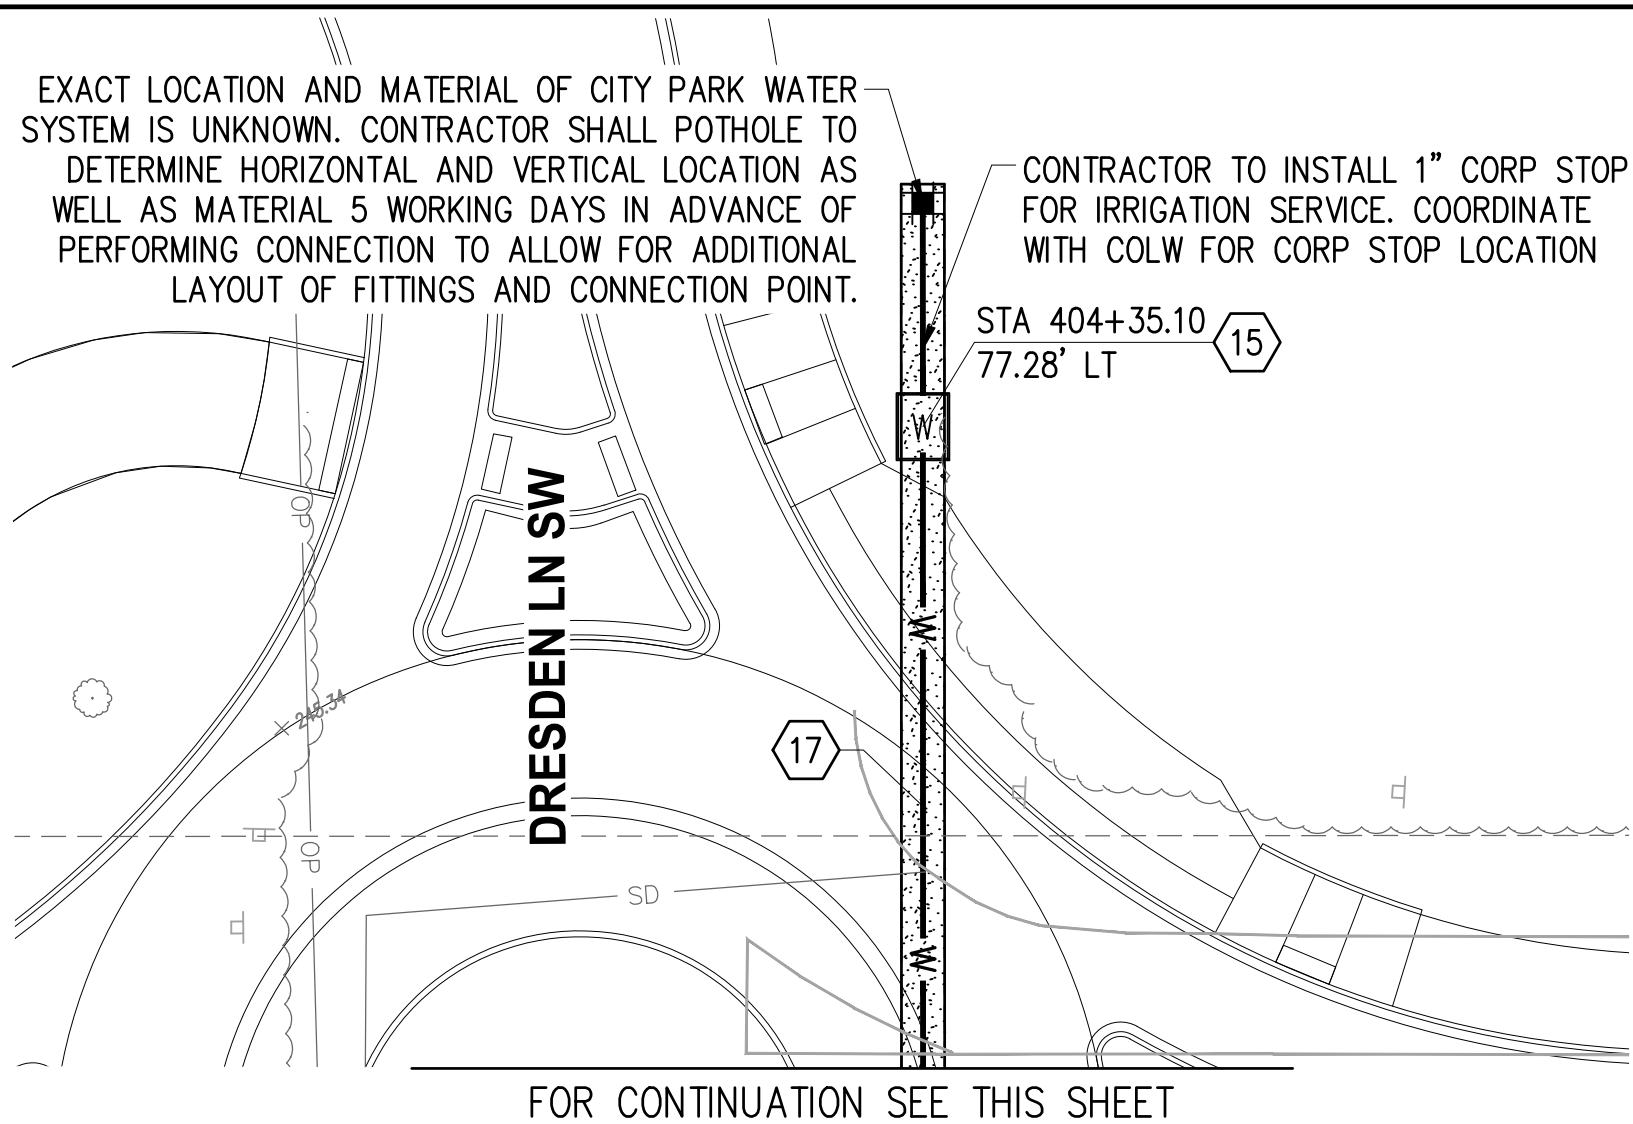 EXACT LOCATION AND MATERIAL OF CITY PARK WATER
SYSTEM IS UNKNOWN. CONTRACTOR SHALL POTHOLE TO
DETERMINE HORIZONTAL AND VERTICAL LOCATION AS
WELL AS MATERIAL 5 WORKING DAYS IN ADVANCE OF
PERFORMING CONNECTION TO ALLOW FOR ADDITIONAL
LAYOUT OF FITTINGS AND CONNECTION POINT.
CONTRACTOR TO INSTALL 1” CORP STOP
FOR IRRIGATION SERVICE. COORDINATE
WITH COLW FOR CORP STOP LOCATION
STA 404+35.10
77.28’ LT
15
W
OP
DRESDEN LN SW
W
248.34
17
OP
SD
W
FOR CONTINUATION SEE THIS SHEET